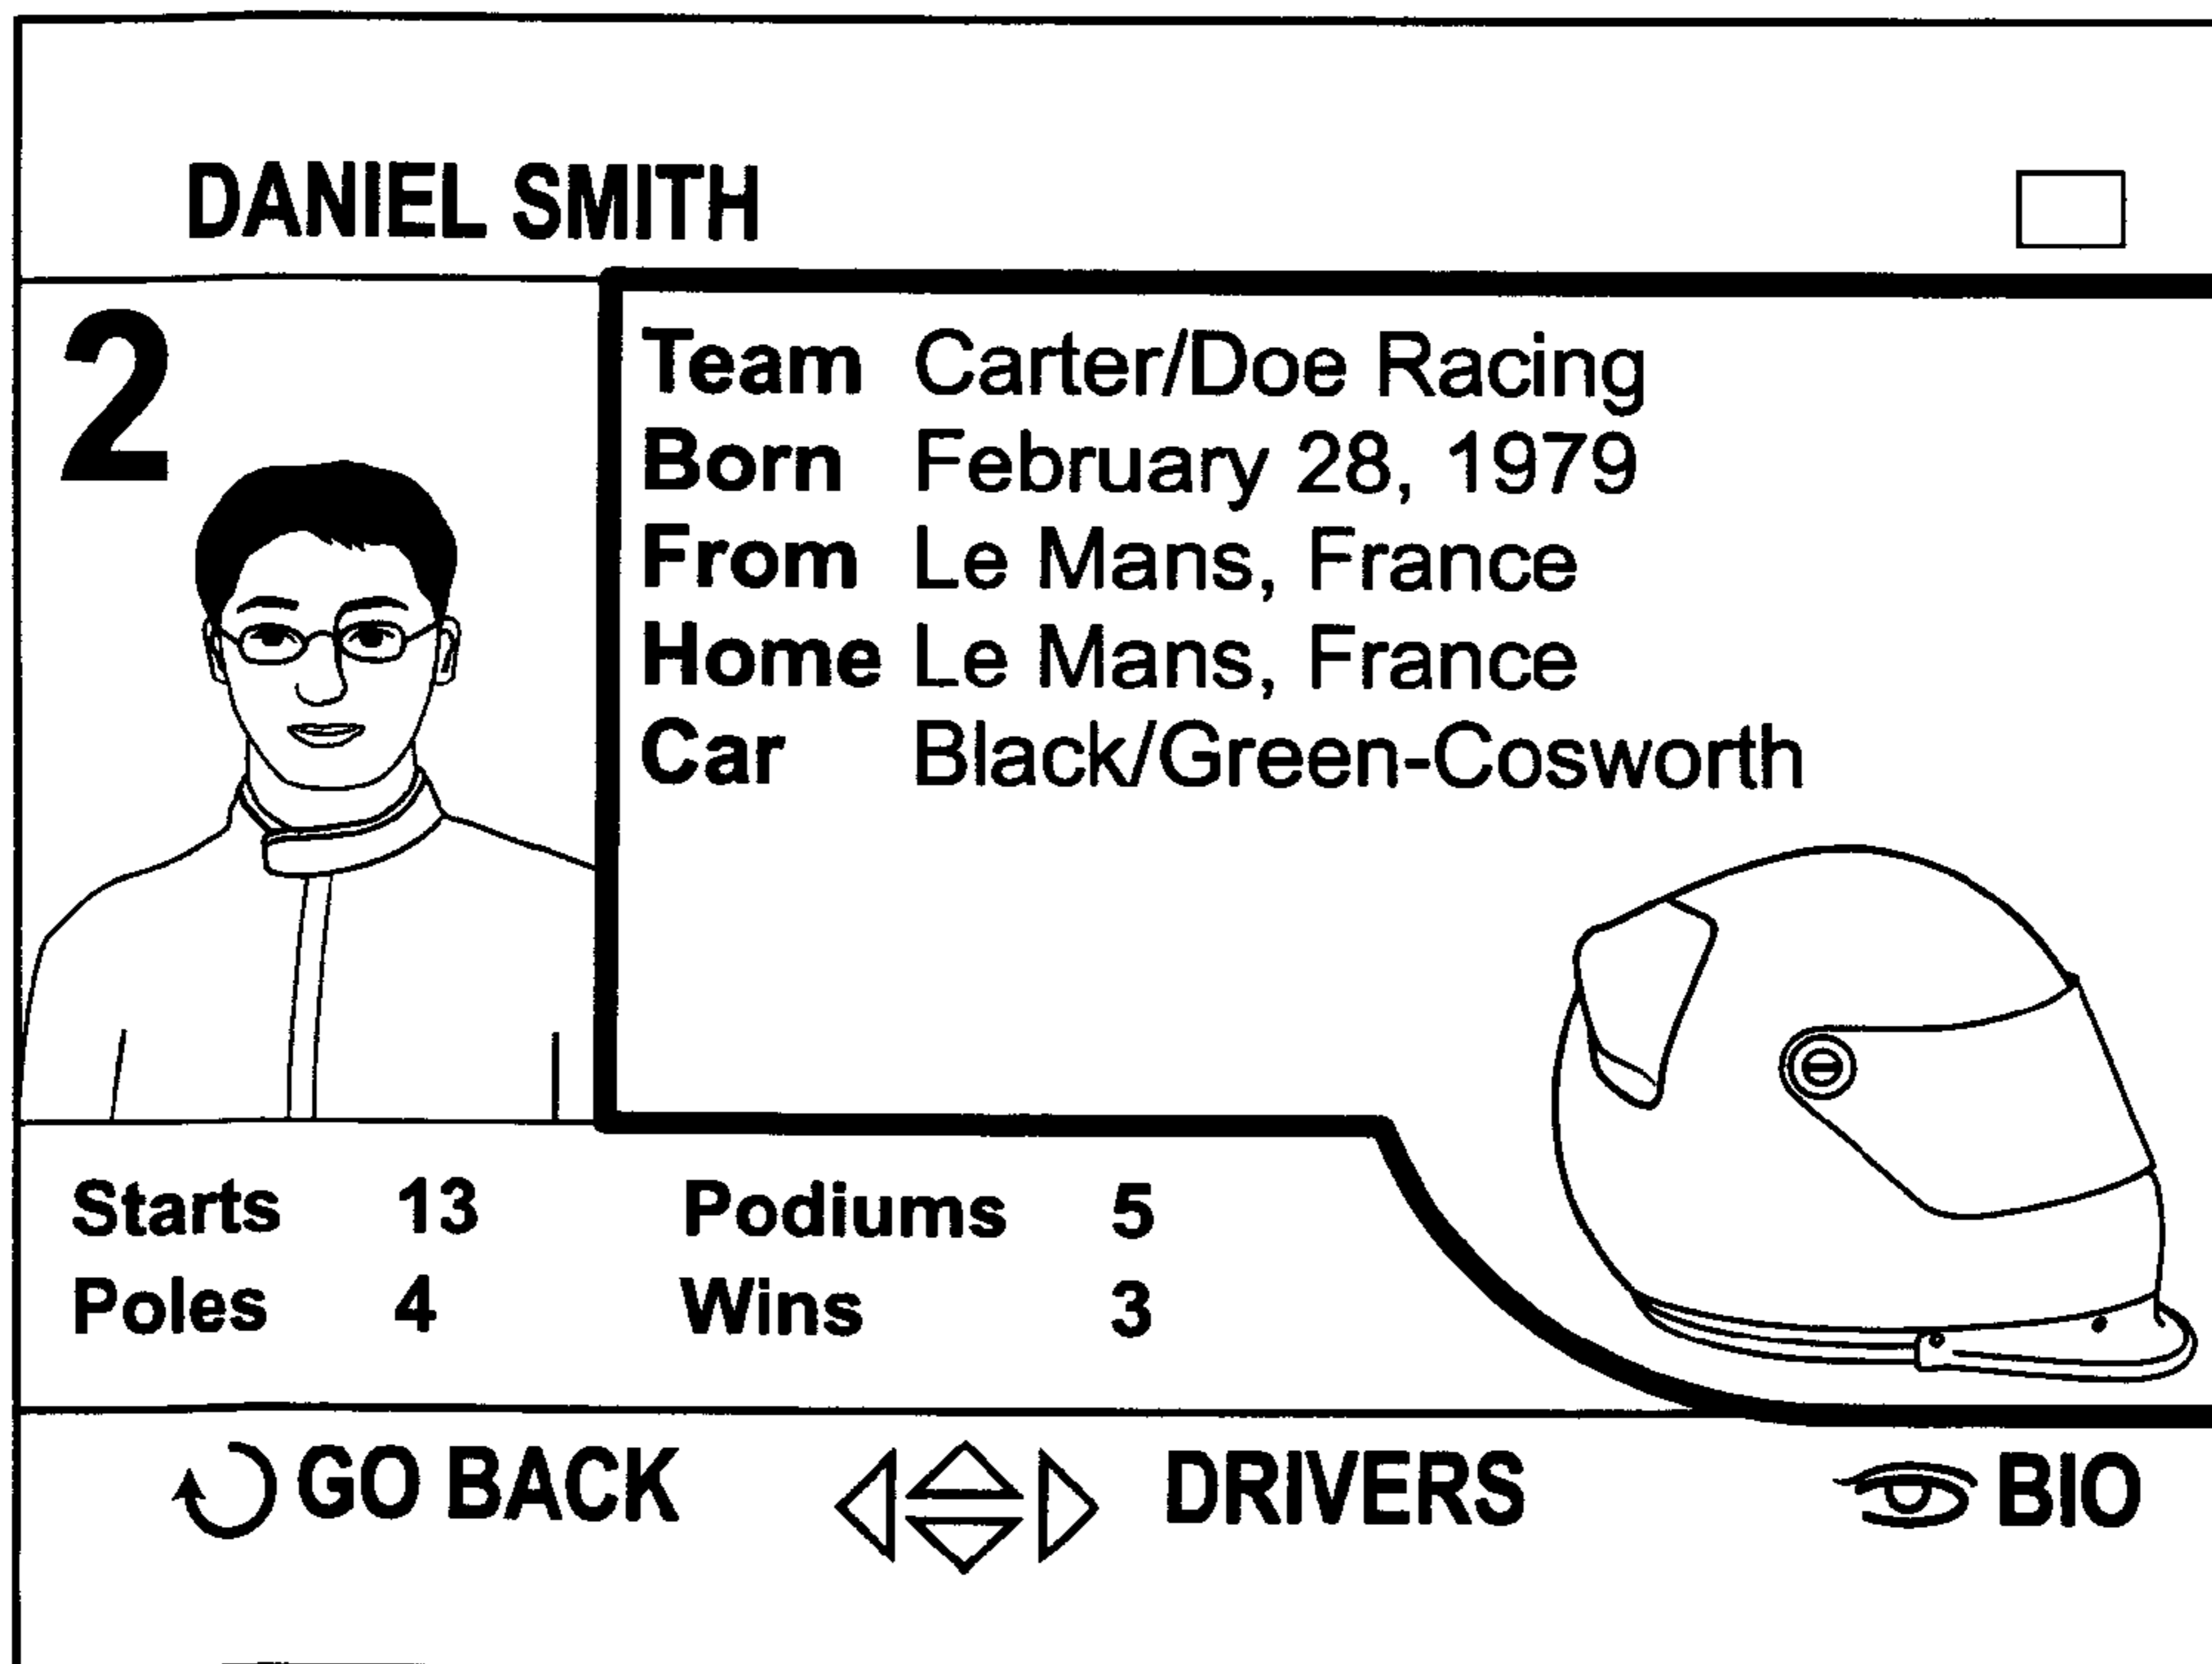 DANIEL SMITH
2
Team Carter/Doe Racing
Born February 28, 1979
From Le Mans, France
Home Le Mans, France
Car Black/Green-Cosworth
Starts 13 Podiums 5
Poles 4 Wins 3
GO BACK DRIVERS BIO